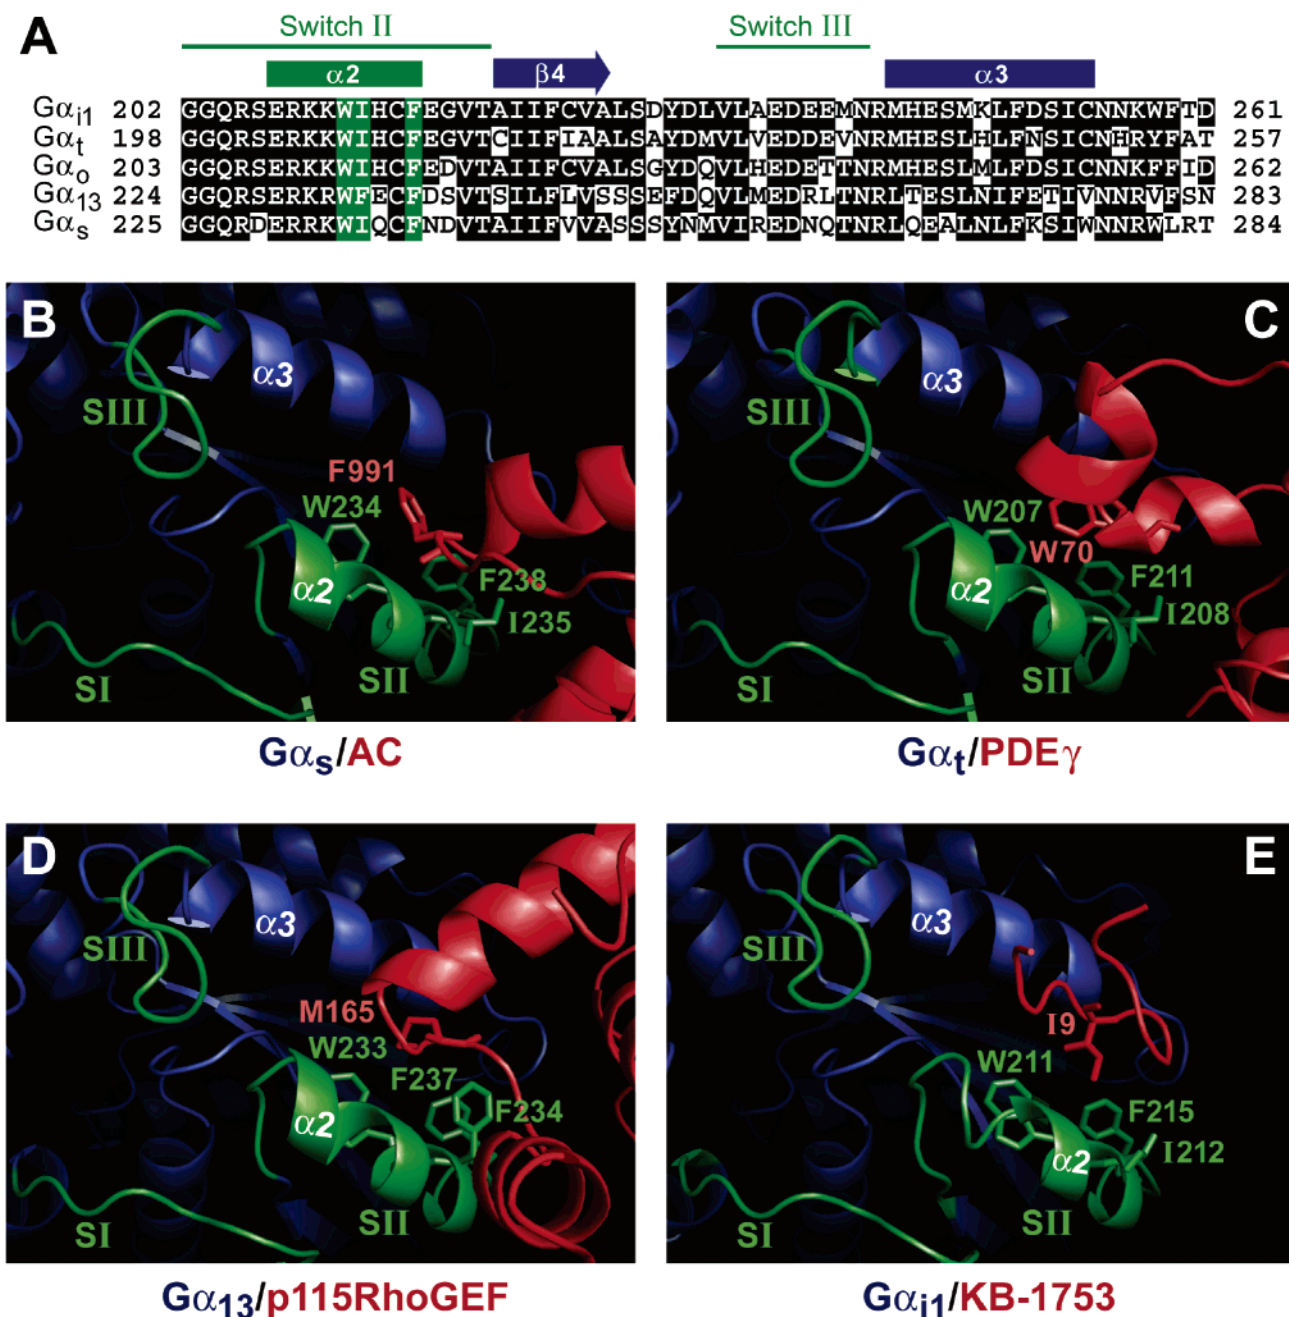 A
Switch II
Switch III
α2
β4
α3
Gαi1 202 GGQRSERKKWIHCFEGVTAIIFCVALSDYDLVLAEDEEMNRMHESMKLFDSICNNKWFTD 261
Gαt 198 GGQRSERKKWIHCFEGVTCIIFIAALSAYDMVLVEDDEVNRMHESLHLFNSICNHRYFAT 257
Gαo 203 GGQRSERKKWIHCFEDVTAIIFCVALSGYDQVLHEDETTNRMHESLMLFDSICNNKFFID 262
Gα13 224 GGQRSERKRWFECFDSVTSILFLVSSSEFDQVLMEDRLTNRLTESLNIFETIVNNRVFSN 283
Gαs 225 GGQRDERRKWIQCFNDVTAIIFVVASSSYNMVIREDNQTNRLQEALNLFKSIWNNRWLRT 284
B
α3
SIII
F991
W234
α2
F238
I235
SII
SI
Gαs/AC
C
α3
SIII
W207
W70
α2
F211
I208
SII
SI
Gαt/PDEγ
D
α3
SIII
M165
W233
F237
F234
α2
SII
SI
Gα13/p115RhoGEF
E
α3
SIII
I9
W211
F215
I212
α2
SII
SI
Gαi1/KB-1753